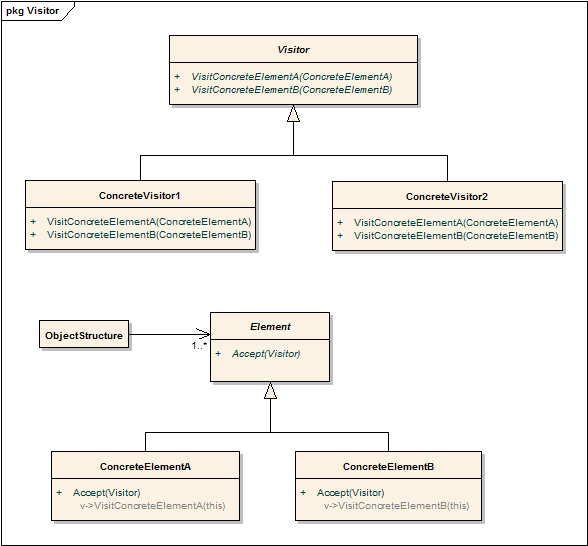 pkg Visitor
Visitor
+ VisitConcreteElementA(ConcreteElementA)
+ VisitConcreteElementB(ConcreteElementB)
ConcreteVisitor1
+ VisitConcreteElementA(ConcreteElementA)
+ VisitConcreteElementB(ConcreteElementB)
ConcreteVisitor2
+ VisitConcreteElementA(ConcreteElementA)
+ VisitConcreteElementB(ConcreteElementB)
ObjectStructure
1..*
Element
+ Accept(Visitor)
ConcreteElementA
+ Accept(Visitor)
v->VisitConcreteElementA(this)
ConcreteElementB
+ Accept(Visitor)
v->VisitConcreteElementB(this)